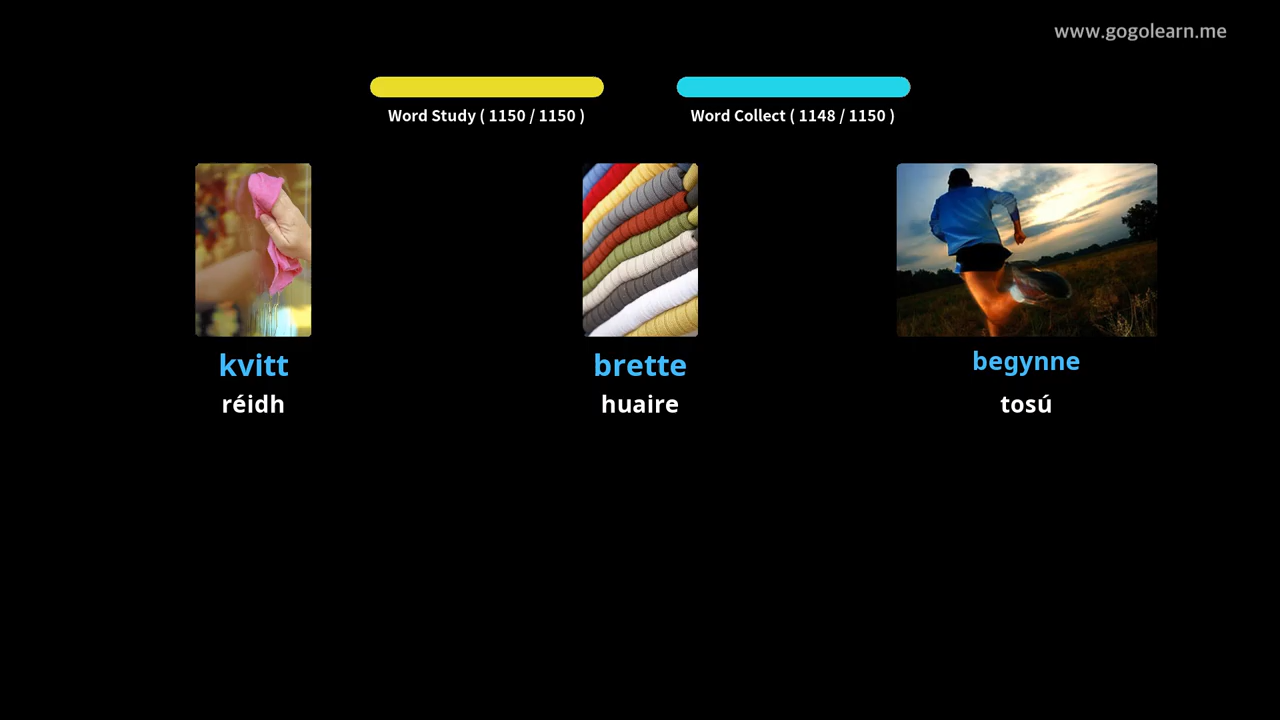 www.gogolearn.me
Word Study ( 1150 / 1150 )
Word Collect ( 1148 / 1150 )
kvitt
réidh
brette
huaire
begynne
tosú